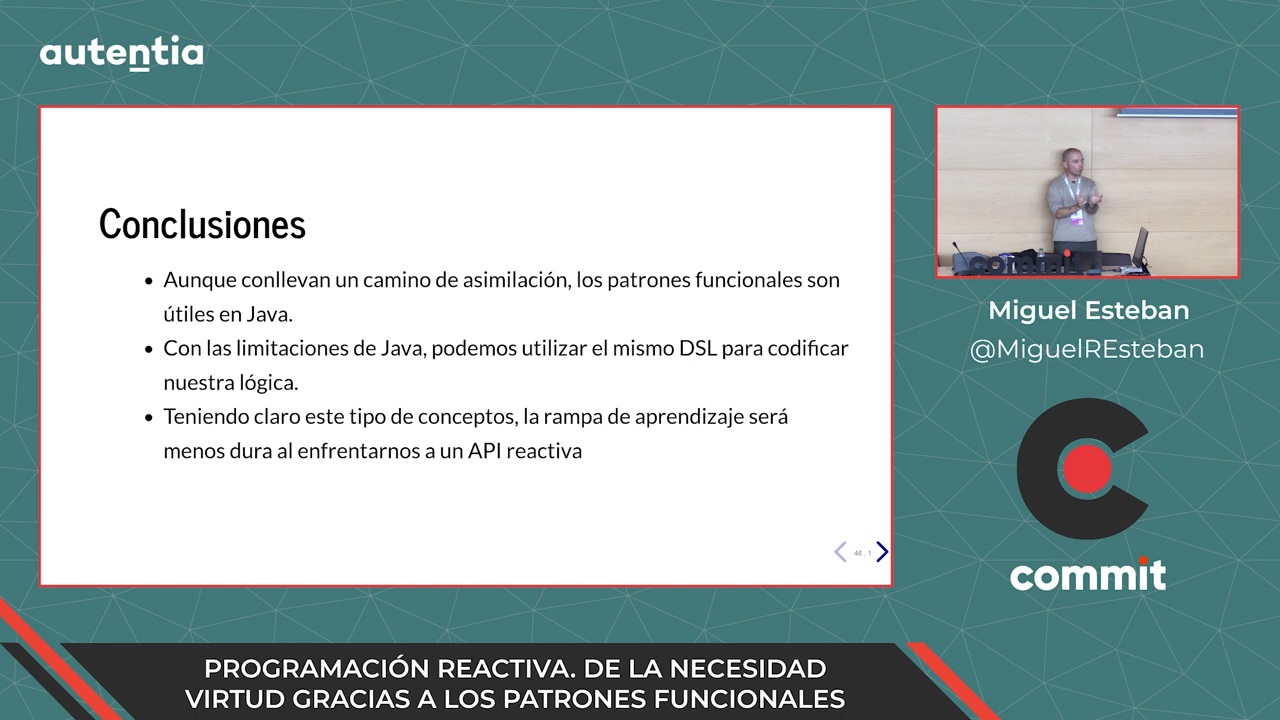 autentia
Conclusiones
• Aunque conllevan un camino de asimilación, los patrones funcionales son
útiles en Java.
• Con las limitaciones de Java, podemos utilizar el mismo DSL para codificar
nuestra lógica.
• Teniendo claro este tipo de conceptos, la rampa de aprendizaje será
menos dura al enfrentarnos a un API reactiva
46 . 1
Miguel Esteban
@MiguelREsteban
commit
PROGRAMACIÓN REACTIVA. DE LA NECESIDAD
VIRTUD GRACIAS A LOS PATRONES FUNCIONALES